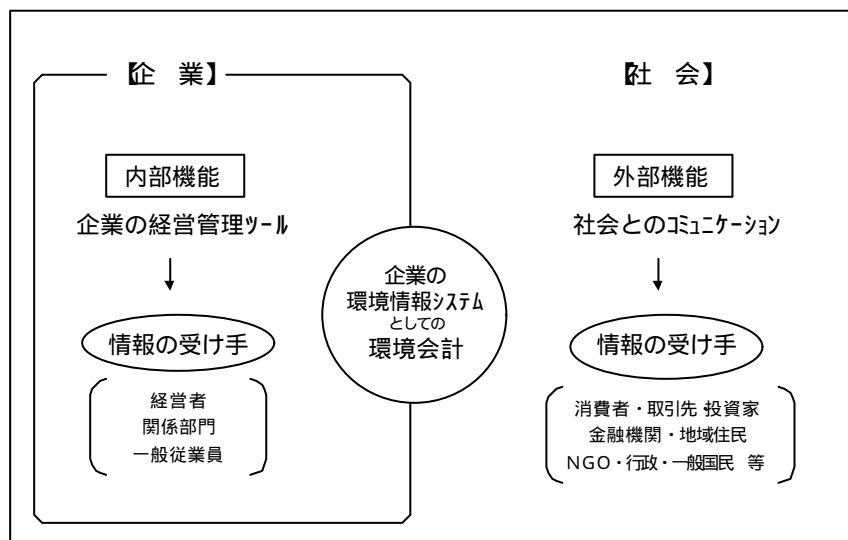 【企　業】
内部機能
企業の経営管理ツール
情報の受け手
経営者
関係部門
一般従業員
企業の
環境情報システム
としての
環境会計
【社　会】
外部機能
社会とのコミュニケーション
情報の受け手
消費者・取引先・投資家
金融機関・地域住民
NGO・行政・一般国民　等